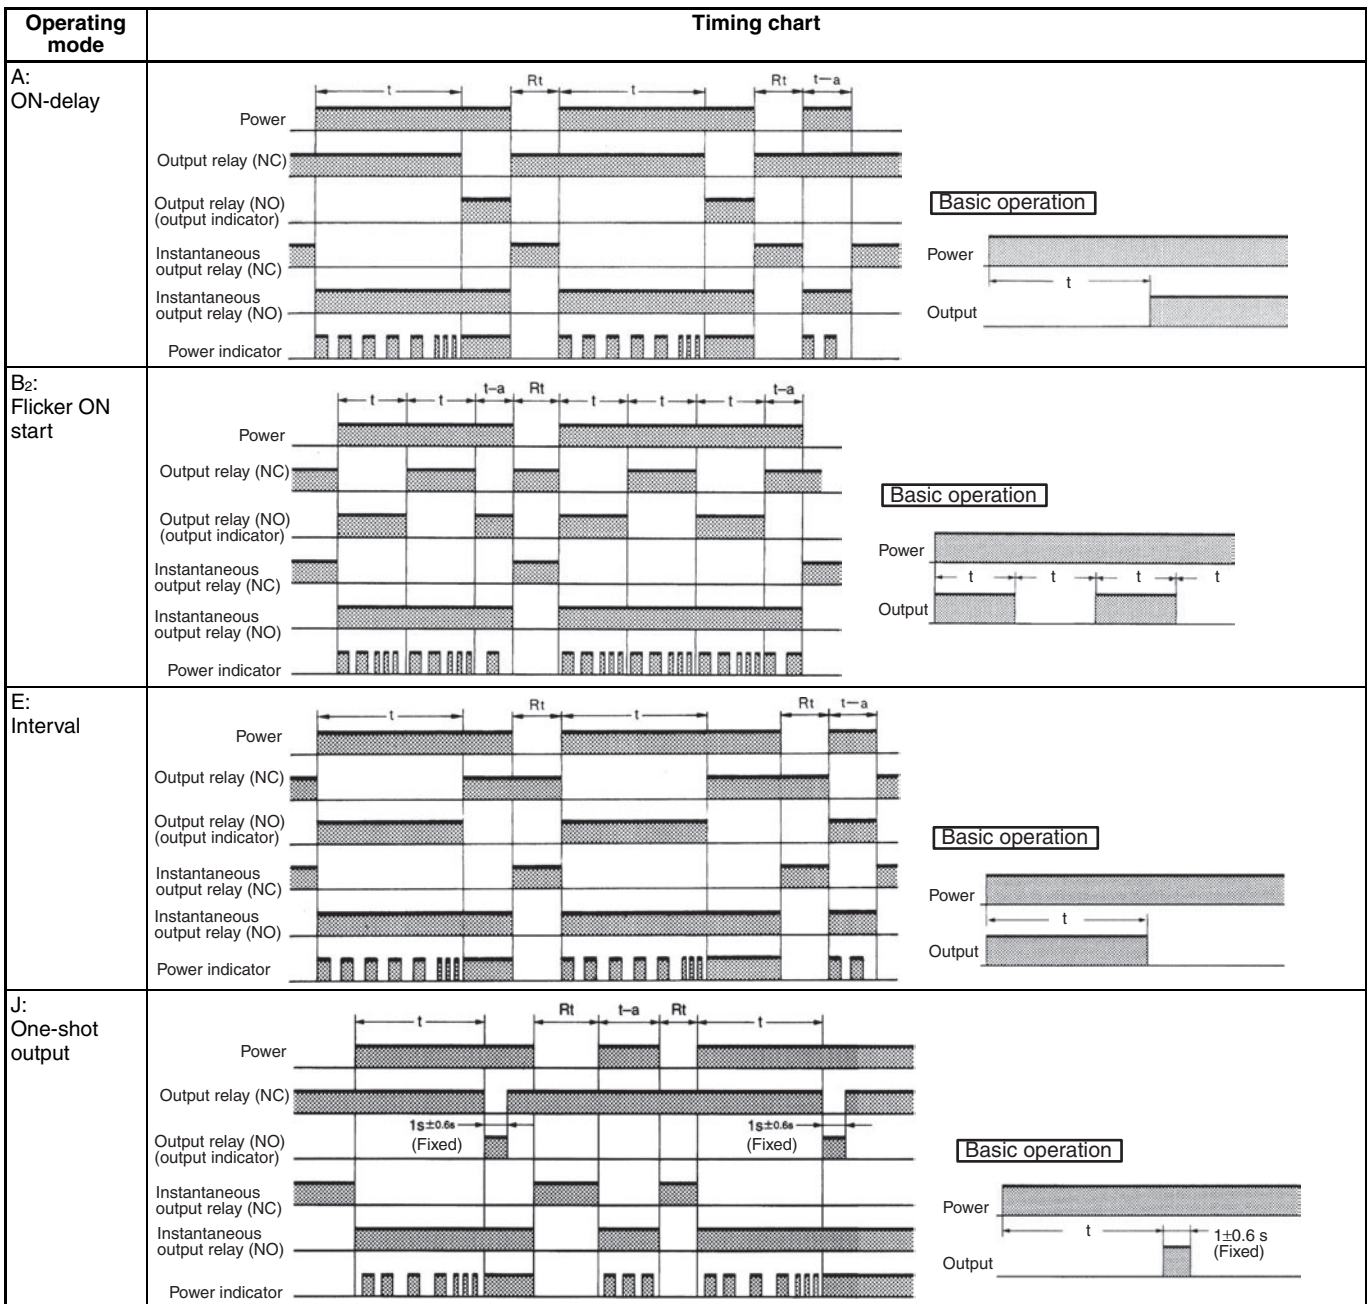 Operating
mode
Timing chart
A:
ON-delay
t
Rt
t
Rt
t–a
Power
Output relay (NC)
Output relay (NO)
(output indicator)
Instantaneous
output relay (NC)
Instantaneous
output relay (NO)
Power indicator
Basic operation
Power
t
Output
B2:
Flicker ON
start
t
t
t–a
Rt
t
t
t
t–a
Power
Output relay (NC)
Output relay (NO)
(output indicator)
Instantaneous
output relay (NC)
Instantaneous
output relay (NO)
Power indicator
Basic operation
Power
t
t
t
t
Output
E:
Interval
t
Rt
t
Rt
t–a
Power
Output relay (NC)
Output relay (NO)
(output indicator)
Instantaneous
output relay (NC)
Instantaneous
output relay (NO)
Power indicator
Basic operation
Power
t
Output
J:
One-shot
output
t
Rt
t–a
Rt
t
Power
Output relay (NC)
1s±0.6s
(Fixed)
1s±0.6s
(Fixed)
Output relay (NO)
(output indicator)
Instantaneous
output relay (NC)
Instantaneous
output relay (NO)
Power indicator
Basic operation
Power
t
1±0.6 s
(Fixed)
Output